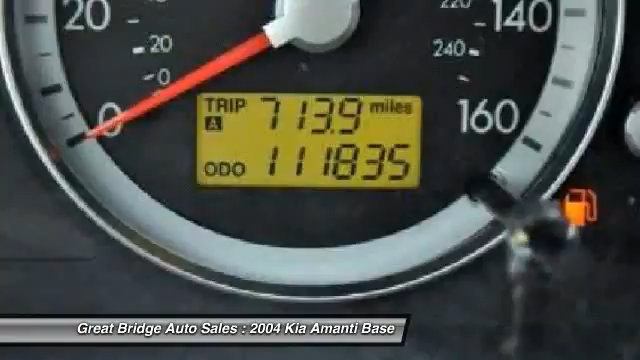 20
140
220
20
240
0
0
160
TRIP A 713.9 miles
ODO 111835
Great Bridge Auto Sales : 2004 Kia Amanti Base